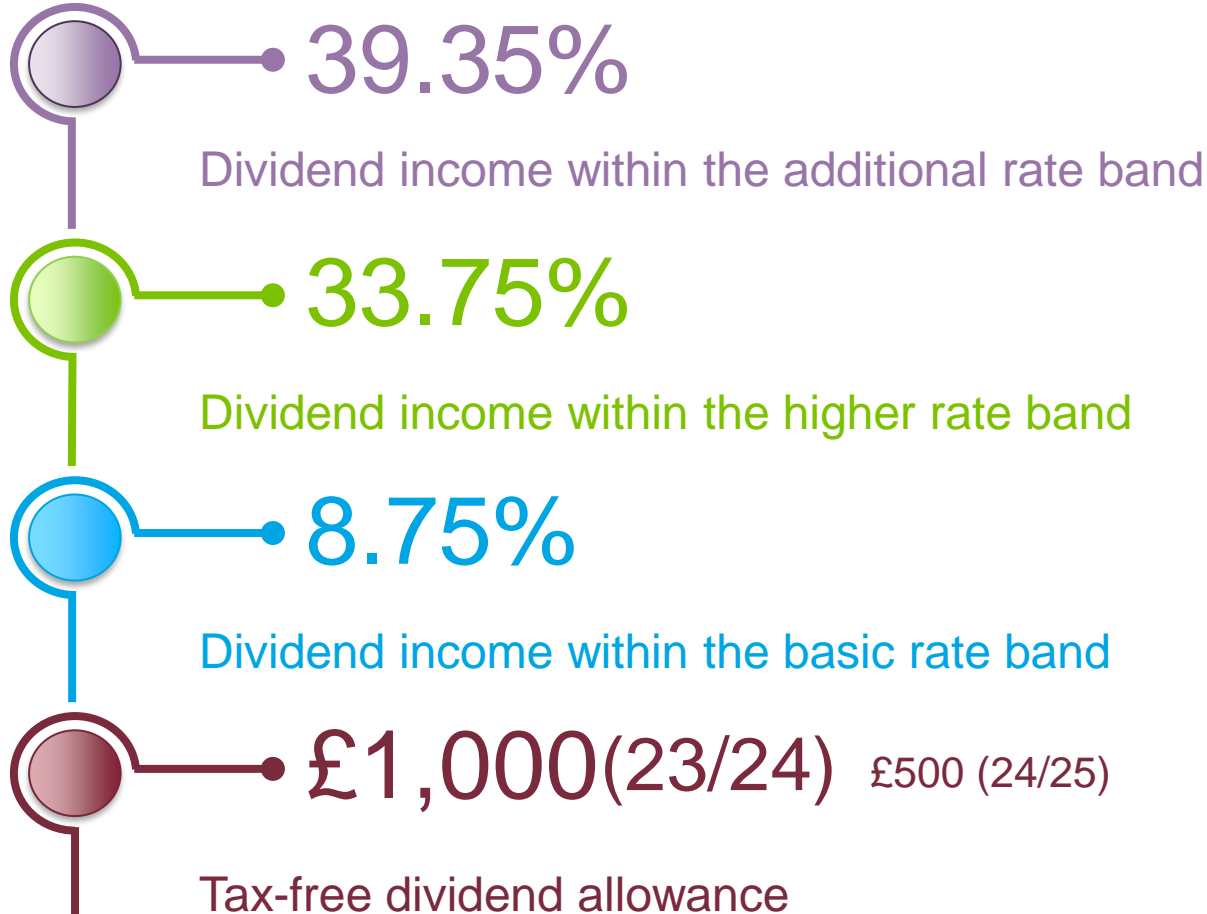 39.35%
Dividend income within the additional rate band
33.75%
Dividend income within the higher rate band
8.75%
Dividend income within the basic rate band
£1,000(23/24) £500 (24/25)
Tax-free dividend allowance